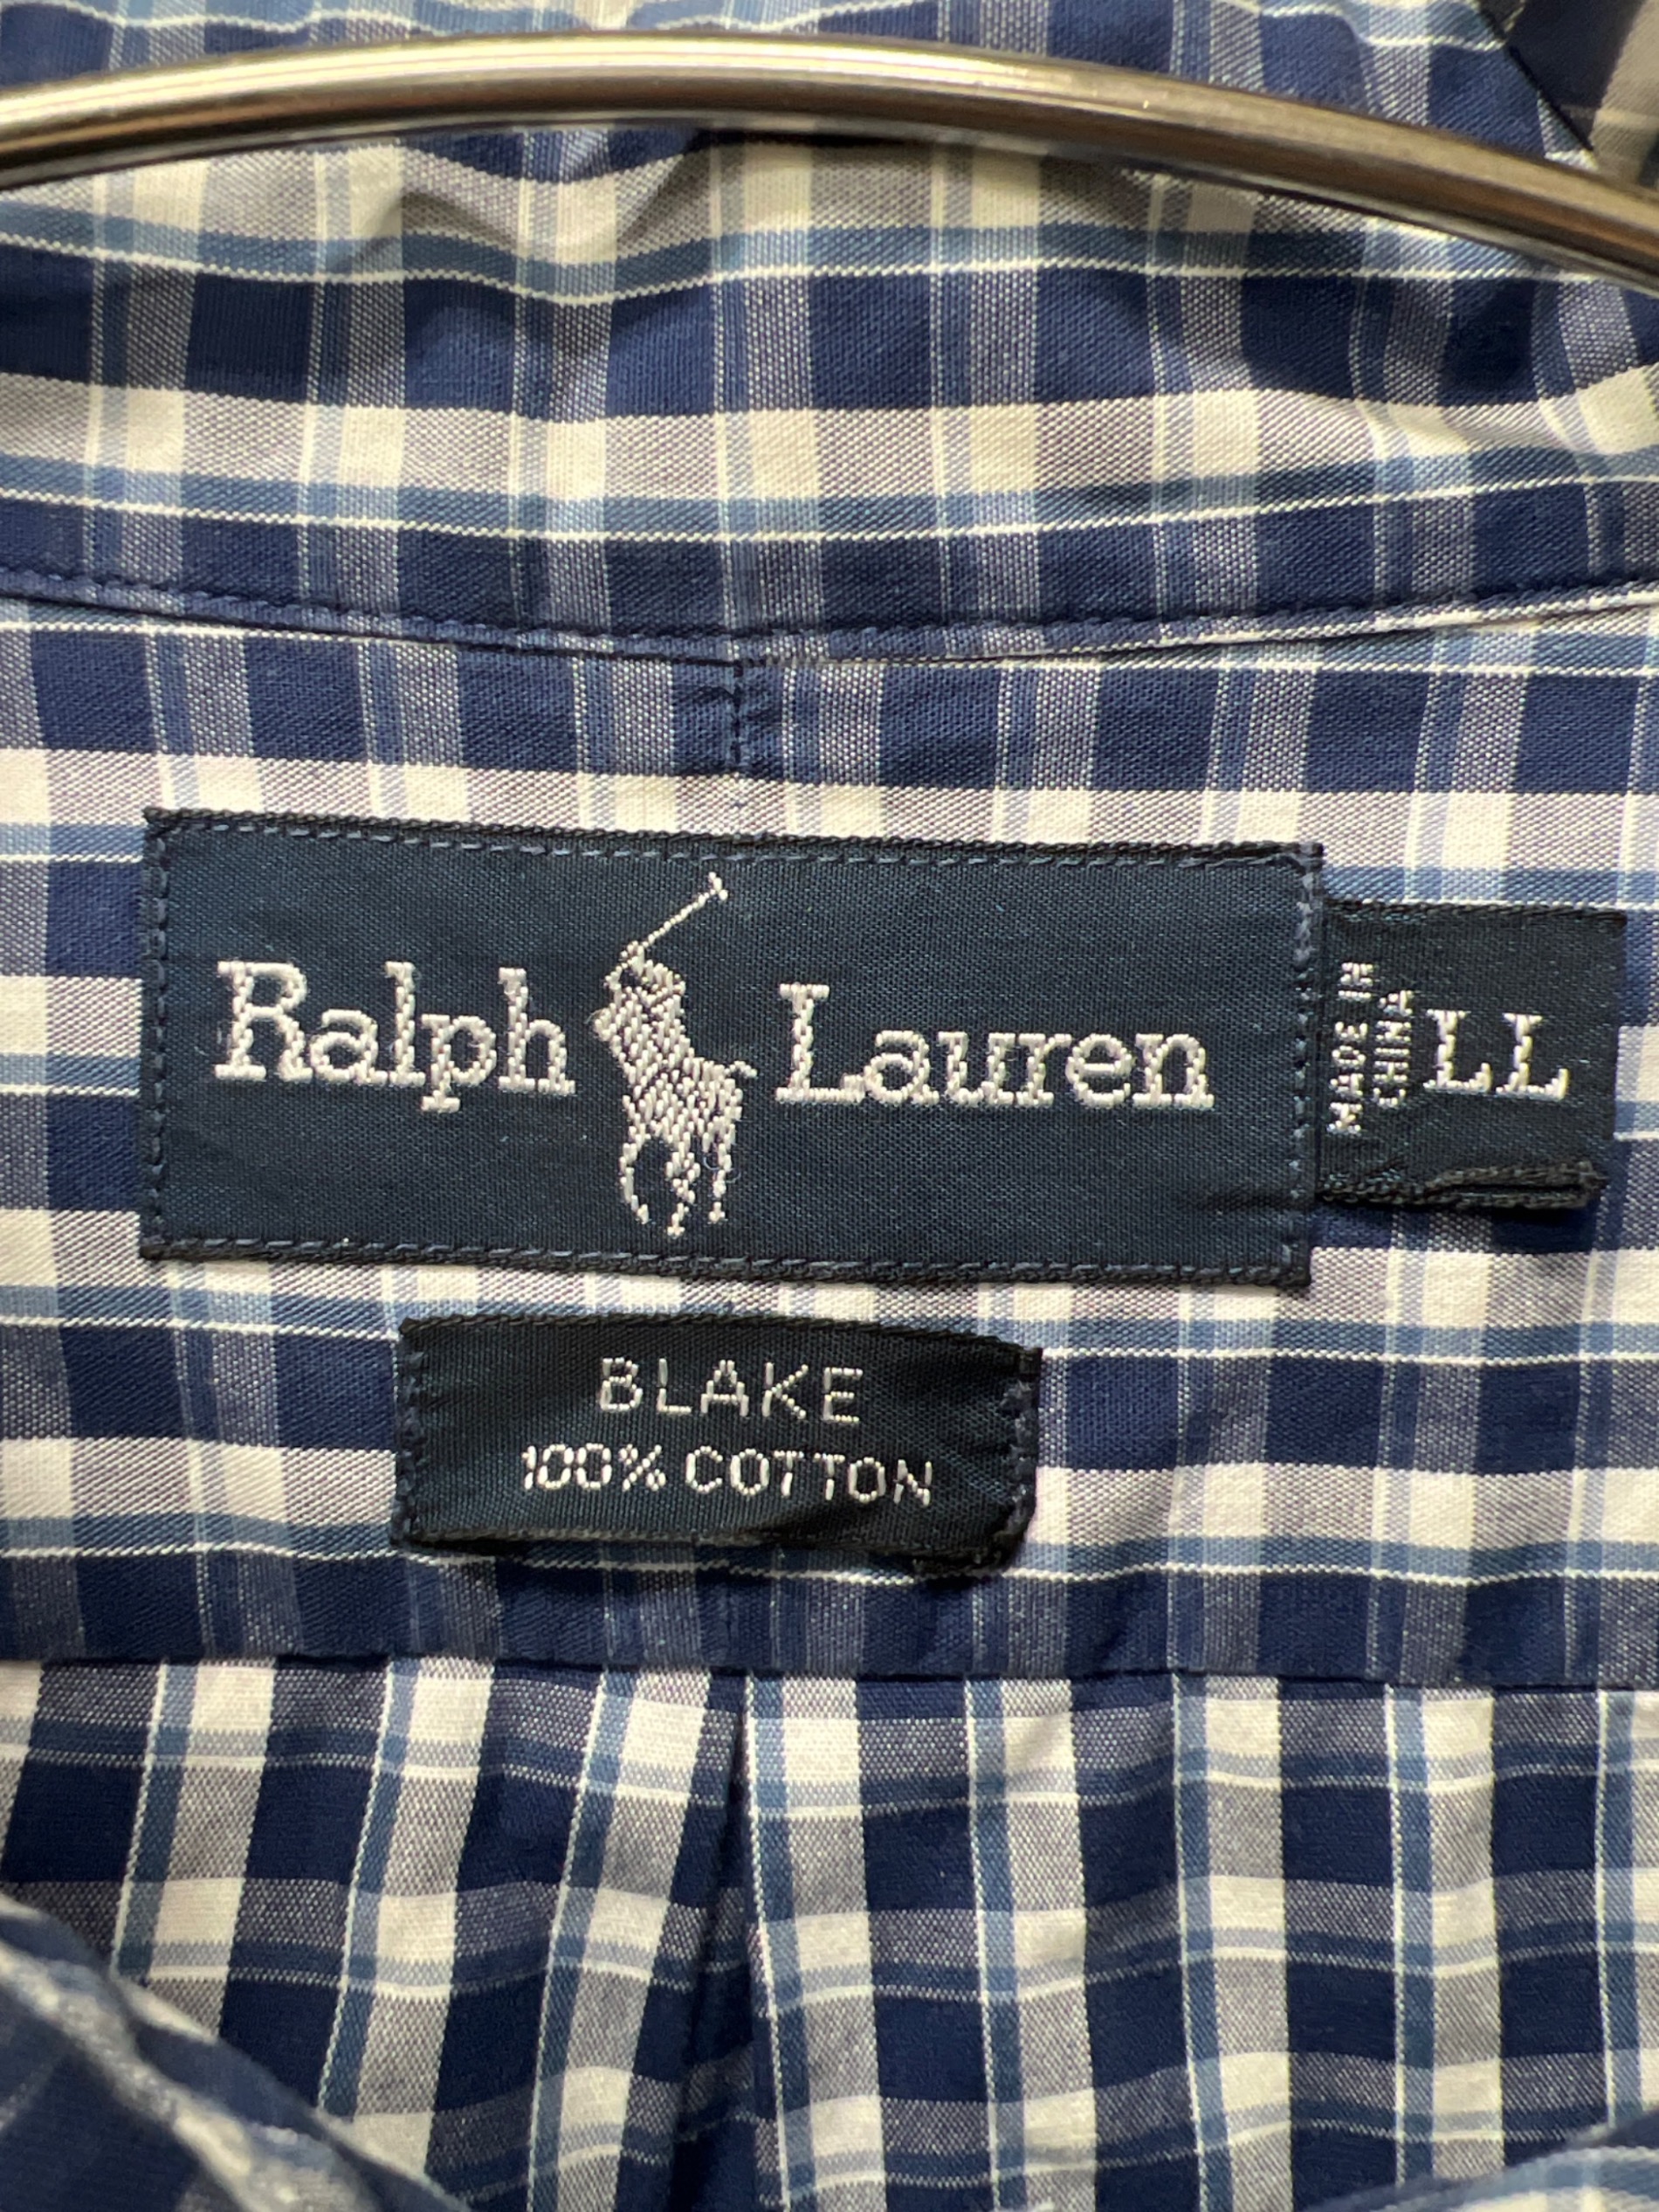 Ralph Lauren
MADE IN
CHINA
LL
BLAKE
100% COTTON